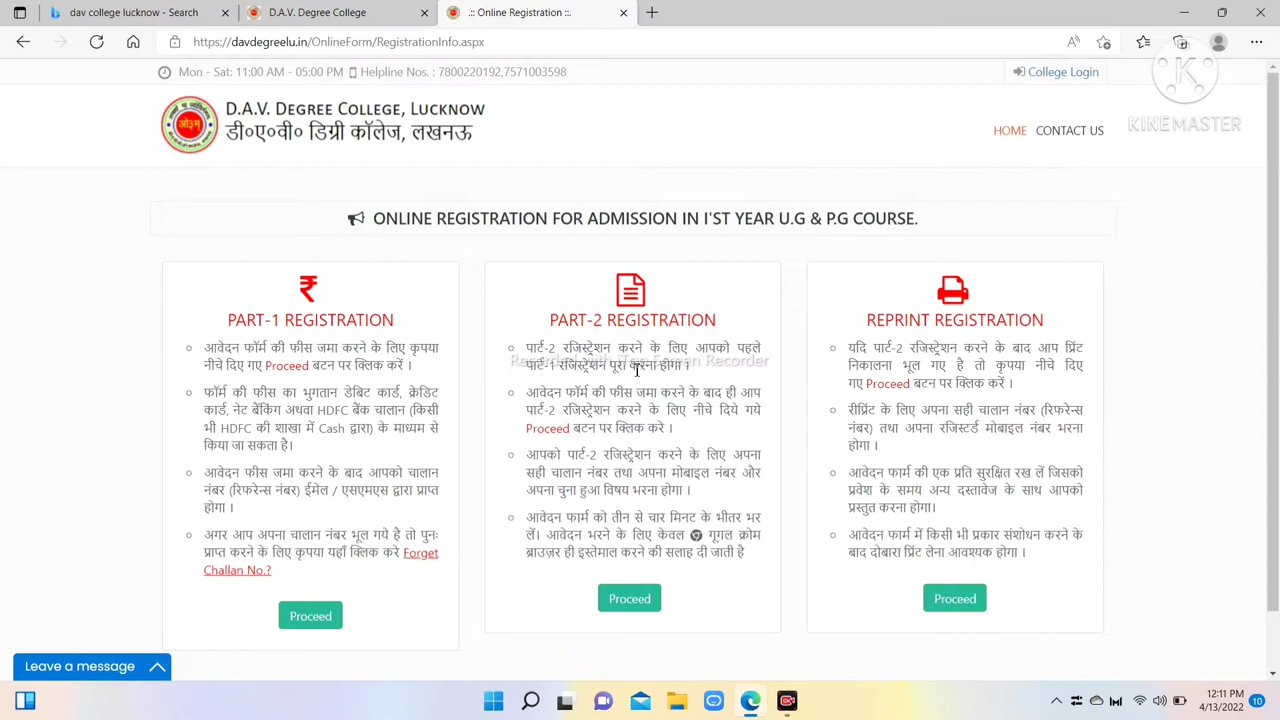 dav college lucknow - Search
D.A.V College
.:: Online Registration ::.
https://davdegreelu.in/OnlineForm/RegistrationInfo.aspx
Mon - Sat: 11:00 AM - 05:00 PM Helpline Nos. : 7800220192,7571003598
College Login
D.A.V. Degree College, Lucknow
डी०ए०वी० डिग्री कॉलेज, लखनऊ
HOME CONTACT US
K
KINEMASTER
ONLINE REGISTRATION FOR ADMISSION IN I'ST YEAR U.G & P.G COURSE.
PART-1 REGISTRATION
आवेदन फॉर्म की फीस जमा करने के लिए कृपया
नीचे दिए गए Proceed बटन पर क्लिक करें ।
फॉर्म की फीस का भुगतान डेबिट कार्ड, क्रेडिट
कार्ड, नेट बैंकिंग अथवा HDFC बैंक चालान (किसी
भी HDFC की शाखा में Cash द्वारा) के माध्यम से
किया जा सकता है।
आवेदन फीस जमा करने के बाद आपको चालान
नंबर (रिफरेन्स नंबर) ईमेल / एसएमएस द्वारा प्राप्त
होगा ।
अगर आप अपना चालान नंबर भूल गये है तो पुनः
प्राप्त करने के लिए कृपया यहाँ क्लिक करे Forget
Challan No.?
Proceed
PART-2 REGISTRATION
पार्ट-2 रजिस्ट्रेशन करने के लिए आपको पहले
पार्ट-1 रजिस्ट्रेशन पूरा करना होगा ।
Recorded with iTop Screen Recorder
आवेदन फॉर्म की फीस जमा करने के बाद ही आप
पार्ट-2 रजिस्ट्रेशन करने के लिए नीचे दिये गये
Proceed बटन पर क्लिक करे ।
आपको पार्ट-2 रजिस्ट्रेशन के लिए अपना
सही चालान नंबर तथा अपना मोबाइल नंबर और
अपना चुना हुआ विषय भरना होगा ।
आवेदन फार्म को तीन से चार मिनट के भीतर भर
लें। आवेदन भरने के लिए केवल गूगल क्रोम
ब्राउज़र ही इस्तेमाल करने की सलाह दी जाती है
Proceed
REPRINT REGISTRATION
यदि पार्ट-2 रजिस्ट्रेशन करने के बाद आप प्रिंट
निकालना भूल गए है तो कृपया नीचे दिए
गए Proceed बटन पर क्लिक करें ।
रीप्रिंट के लिए अपना सही चालान नंबर (रिफरेन्स
नंबर) तथा अपना रजिस्टर्ड मोबाइल नंबर भरना
होगा ।
आवेदन फार्म की एक प्रति सुरक्षित रख लें जिसको
प्रवेश के समय अन्य दस्तावेज के साथ आपको
प्रस्तुत करना होगा।
आवेदन फार्म में किसी भी प्रकार संशोधन करने के
बाद दोबारा प्रिंट लेना आवश्यक होगा ।
Proceed
Leave a message
12:11 PM
4/13/2022
10